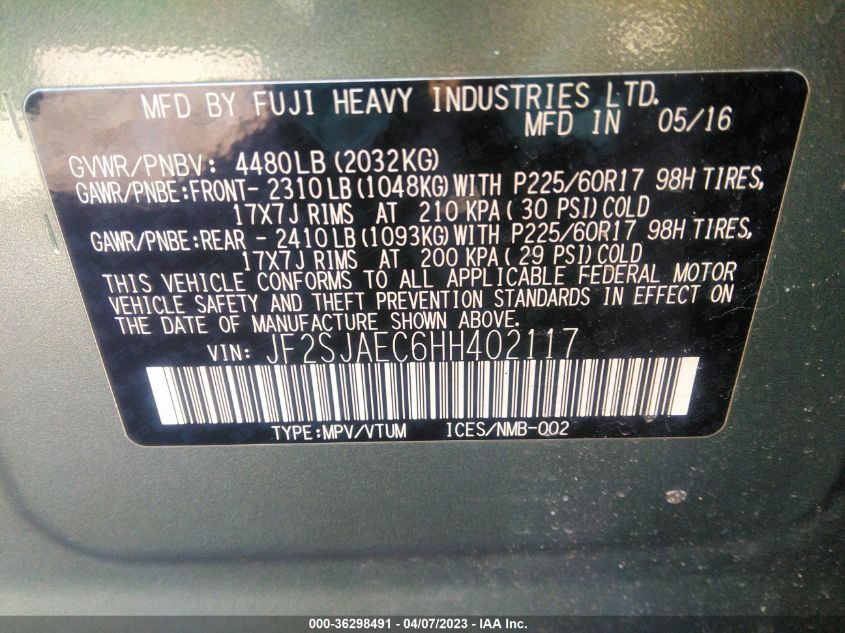 MFD BY FUJI HEAVY INDUSTRIES LTD.
MFD IN 05/16
GVWR/PNBV: 4480LB (2032KG)
GAWR/PNBE:FRONT- 2310LB (1048KG) WITH P225/60R17 98H TIRES,
17X7J RIMS AT 210 KPA ( 30 PSI) COLD
GAWR/PNBE:REAR - 2410LB (1093KG) WITH P225/60R17 98H TIRES,
17X7J RIMS AT 200 KPA ( 29 PSI) COLD
THIS VEHICLE CONFORMS TO ALL APPLICABLE FEDERAL MOTOR
VEHICLE SAFETY AND THEFT PREVENTION STANDARDS IN EFFECT ON
THE DATE OF MANUFACTURE SHOWN ABOVE.
VIN: JF2SJAEC6HH402117
TYPE:MPV/VTUM ICES/NMB-002
000-36298491 - 04/07/2023 - IAA Inc.